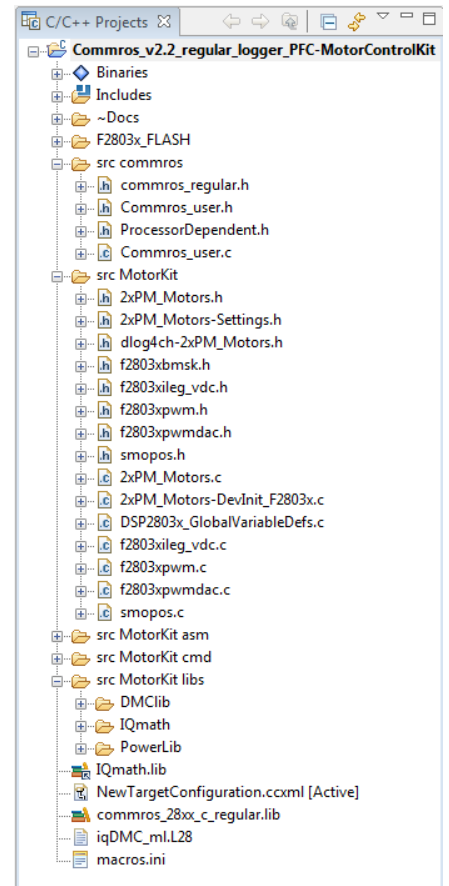 C/C++ Projects
Commros_v2.2_regular_logger_PFC-MotorControlKit
Binaries
Includes
~Docs
F2803x_FLASH
src commros
commros_regular.h
Commros_user.h
ProcessorDependent.h
Commros_user.c
src MotorKit
2xPM_Motors.h
2xPM_Motors-Settings.h
dlog4ch-2xPM_Motors.h
f2803xbmsk.h
f2803xileg_vdc.h
f2803xpwm.h
f2803xpwmdac.h
smopos.h
2xPM_Motors.c
2xPM_Motors-DevInit_F2803x.c
DSP2803x_GlobalVariableDefs.c
f2803xileg_vdc.c
f2803xpwm.c
f2803xpwmdac.c
smopos.c
src MotorKit asm
src MotorKit cmd
src MotorKit libs
DMClib
IQmath
PowerLib
IQmath.lib
NewTargetConfiguration.ccxml [Active]
commros_28xx_c_regular.lib
iqDMC_ml.L28
macros.ini